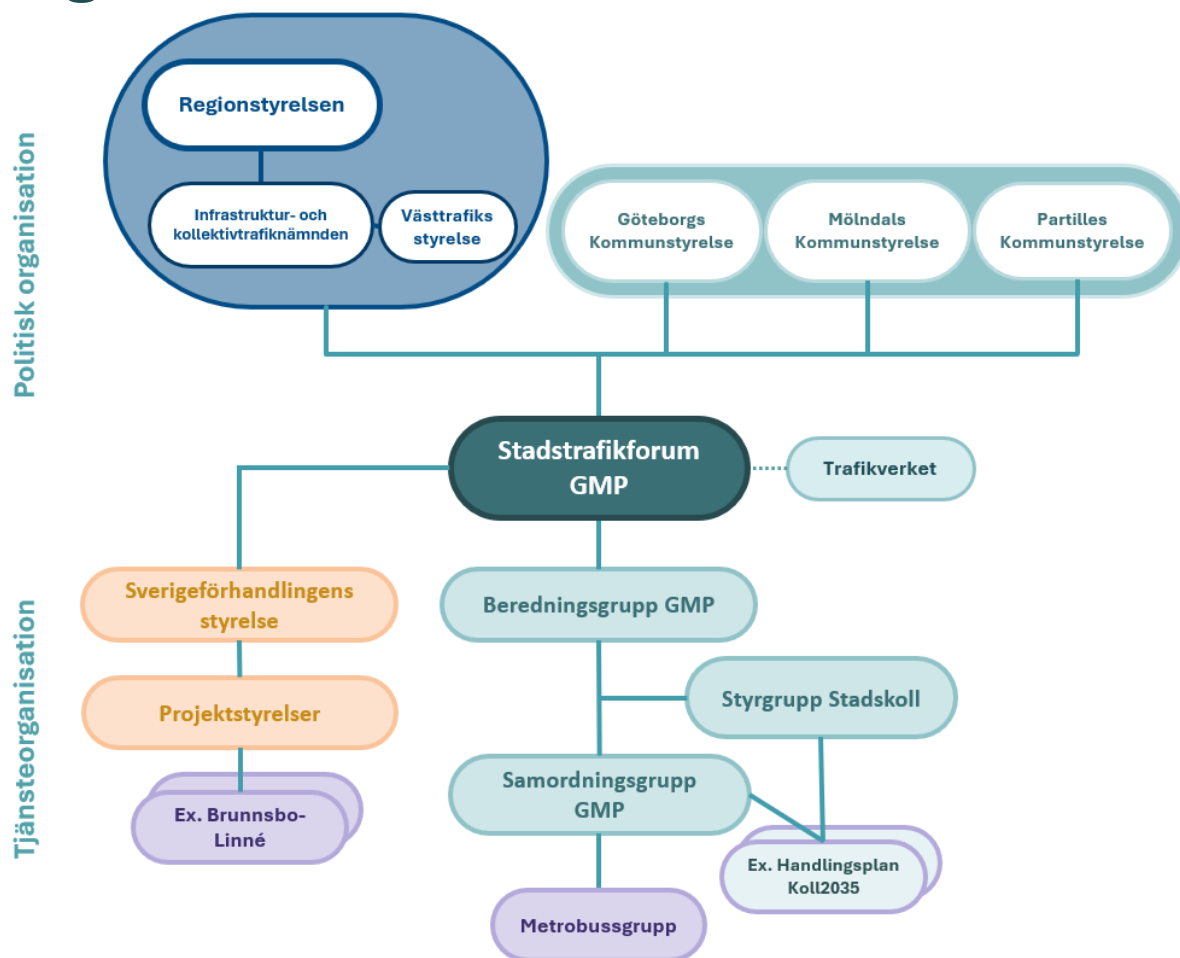 Politisk organisation
Regionstyrelsen
Infrastruktur- och
kollektivtrafiknämnden
Västtrafiks
styrelse
Göteborgs
Kommunstyrelse
Mölndals
Kommunstyrelse
Partilles
Kommunstyrelse
Stadstrafikforum
GMP
Trafikverket
Tjänsteorganisation
Sverigeförhandlingens
styrelse
Beredningsgrupp GMP
Projektstyrelser
Styrgrupp Stadskoll
Samordningsgrupp
GMP
Ex. Brunnsbo-
Linné
Ex. Handlingsplan
Koll2035
Metrobussgrupp